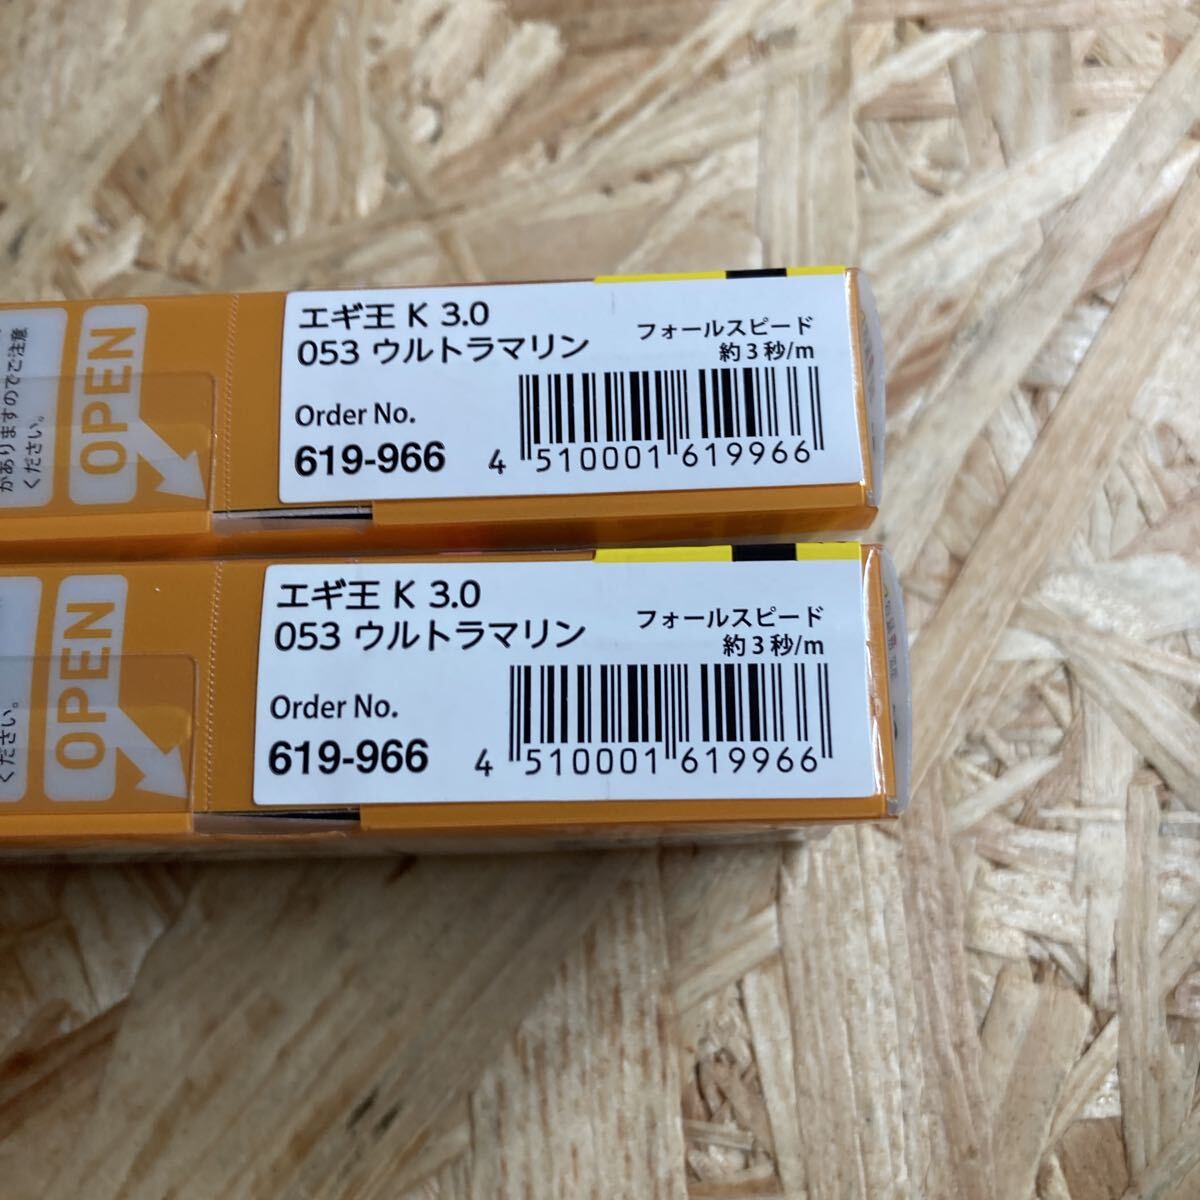 エギ王 K 3.0
053 ウルトラマリン
フォールスピード
約3秒/m
Order No.
619-966
4 510001 619966
OPEN
がありますのでご注意
ください。
エギ王 K 3.0
053 ウルトラマリン
フォールスピード
約3秒/m
Order No.
619-966
4 510001 619966
OPEN
ください。